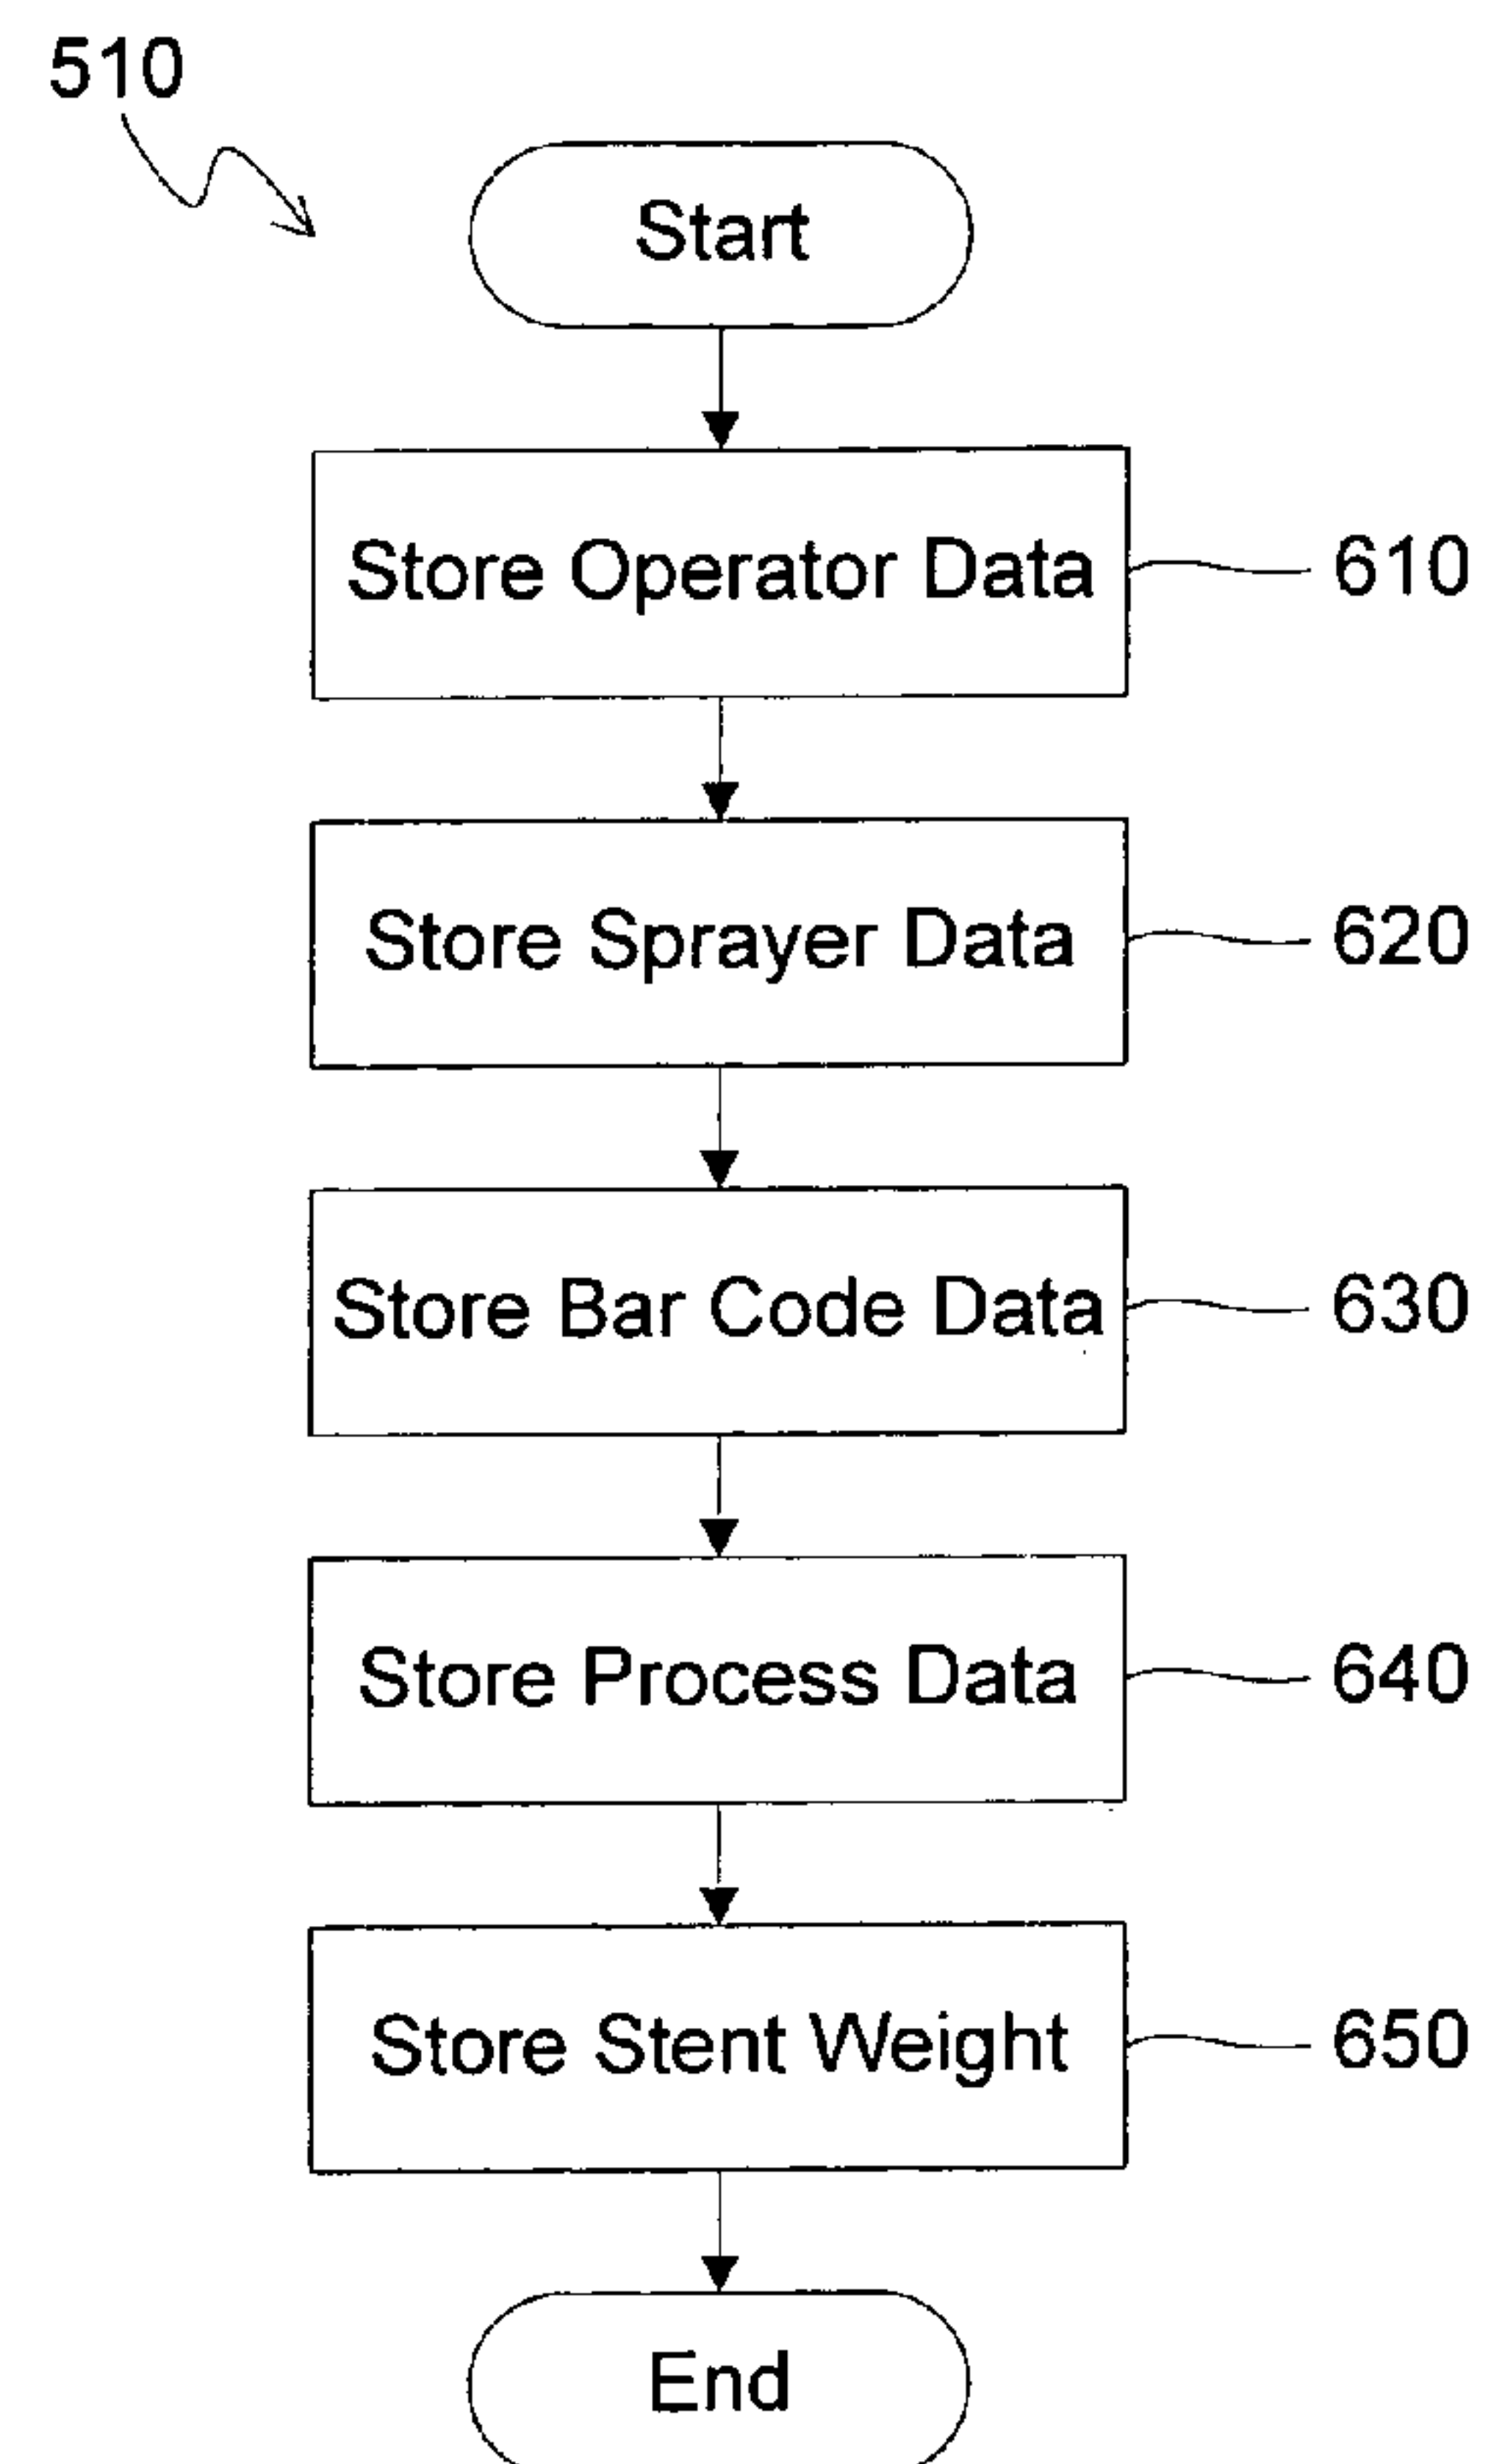 510
Start
Store Operator Data
610
Store Sprayer Data
620
Store Bar Code Data
630
Store Process Data
640
Store Stent Weight
650
End